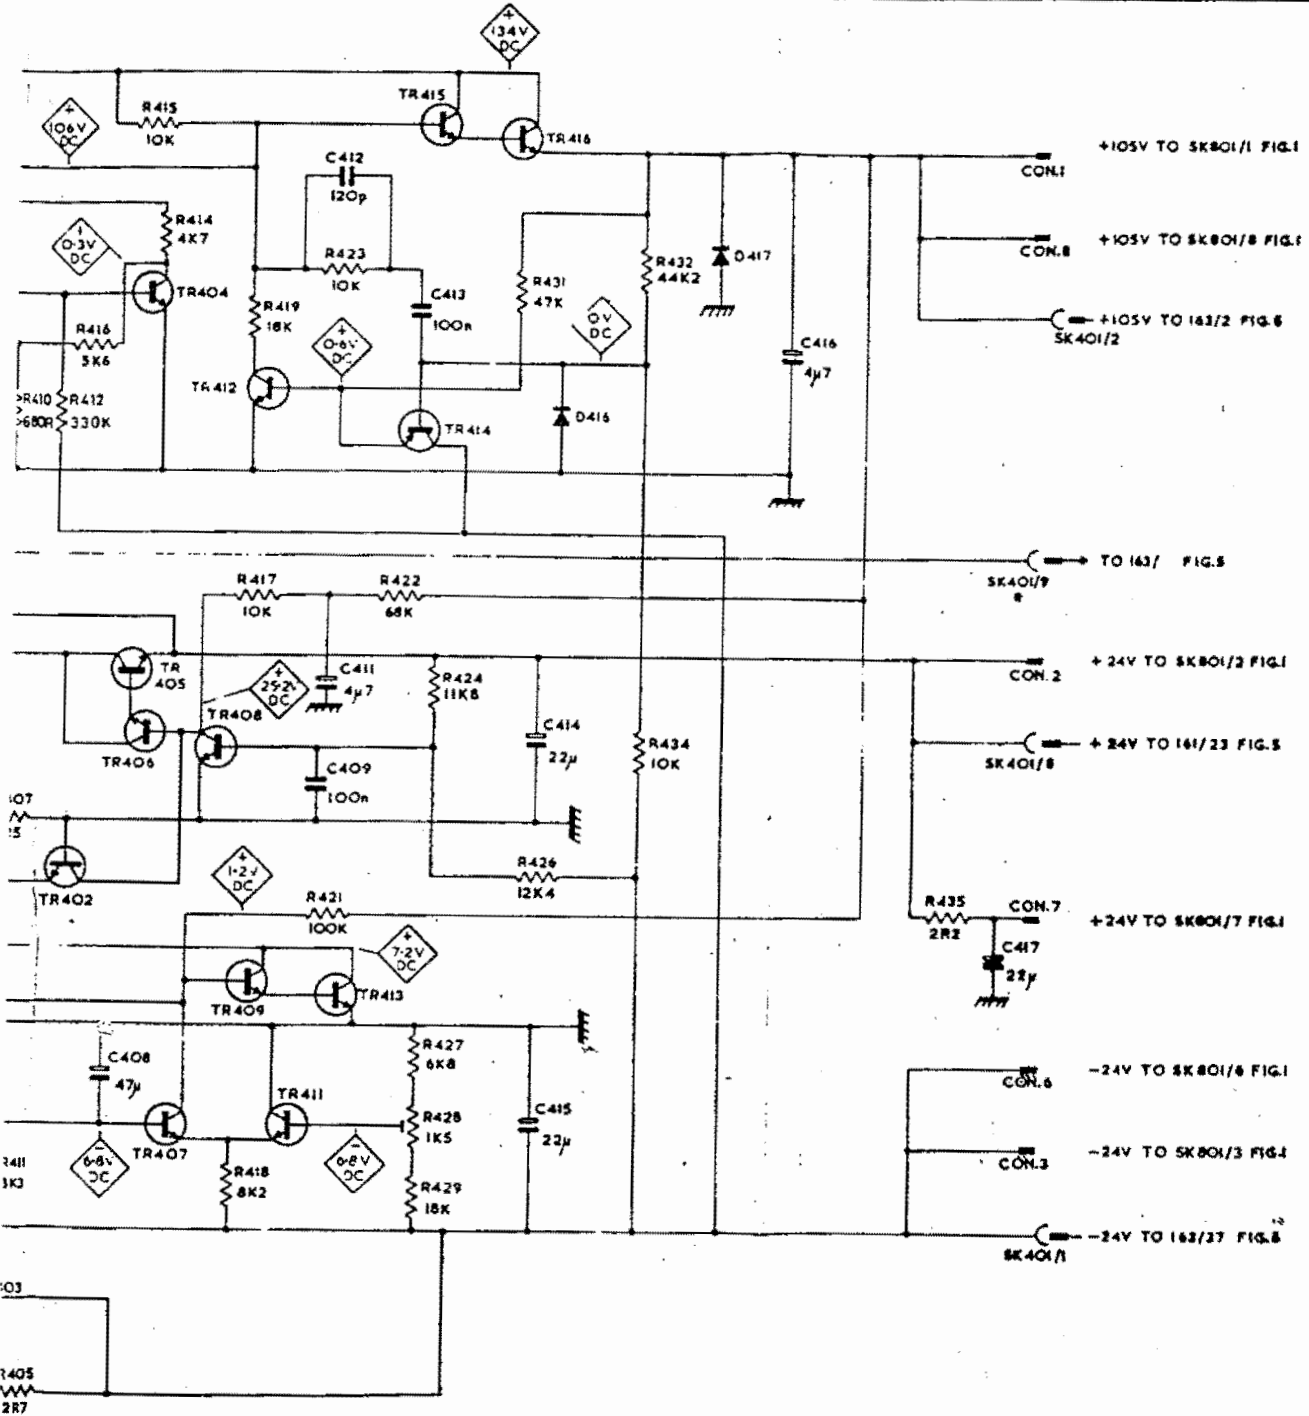 +
134V
DC
TR415
R415
10K
+
106V
DC
TR416
C412
120p
+105V TO SK801/1 FIG.1
CON.1
R414
4K7
+
0·3V
DC
R423
10K
+105V TO SK801/8 FIG.1
CON.8
D417
R432
44K2
R431
47K
TR404
C413
100n
0V
DC
R419
18K
+105V TO 163/2 FIG.6
SK401/2
R416
5K6
+
0·6V
DC
C416
4µ7
TR412
R410
680R
R412
330K
D416
TR414
TO 163/ FIG.5
SK401/9
R417
10K
R422
68K
TR
405
+
25·2V
DC
C411
4µ7
R424
11K8
+24V TO SK801/2 FIG.1
CON.2
TR408
C414
22µ
R434
10K
+24V TO 161/23 FIG.5
SK401/8
TR406
C409
100n
407
TR402
+
1·2V
DC
R426
12K4
R421
100K
R435
2R2
CON.7
+24V TO SK801/7 FIG.1
+
7·2V
DC
C417
22µ
TR409
TR413
R427
6K8
C408
47µ
-24V TO SK801/6 FIG.1
CON.6
TR411
R428
1K5
C415
22µ
TR407
-
6·8V
DC
-
6·8V
DC
-24V TO SK801/3 FIG.1
CON.3
R411
3K3
R418
8K2
R429
18K
-24V TO 163/27 FIG.6
SK401/1
403
R405
2R7